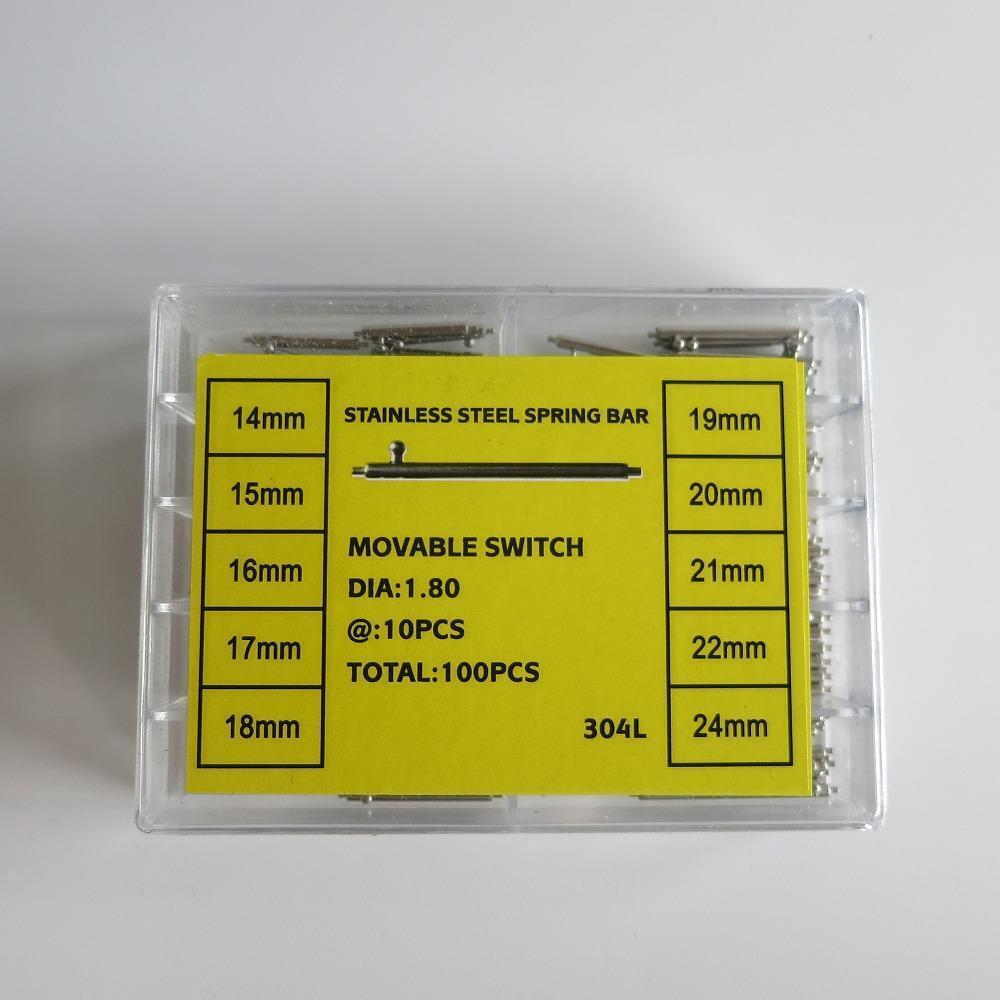 STAINLESS STEEL SPRING BAR
14mm
15mm
16mm
17mm
18mm
MOVABLE SWITCH
DIA:1.80
@:10PCS
TOTAL:100PCS
304L
19mm
20mm
21mm
22mm
24mm